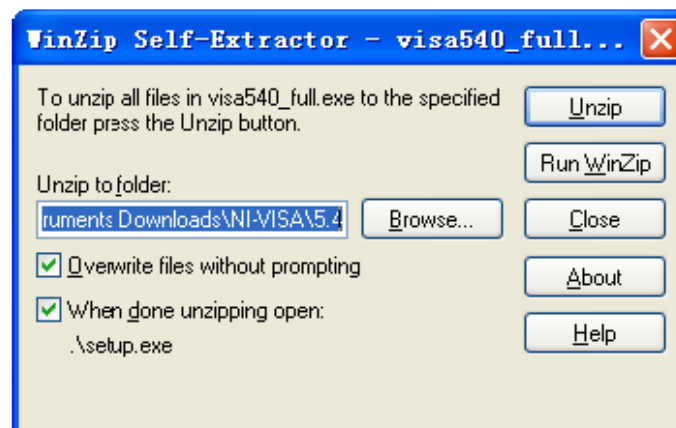 WinZip Self-Extractor - visa540_full...
To unzip all files in visa540_full.exe to the specified
folder press the Unzip button.
Unzip to folder:
ruments Downloads\NI-VISA\5.4
Browse...
Overwrite files without prompting
When done unzipping open:
.\setup.exe
Unzip
Run WinZip
Close
About
Help